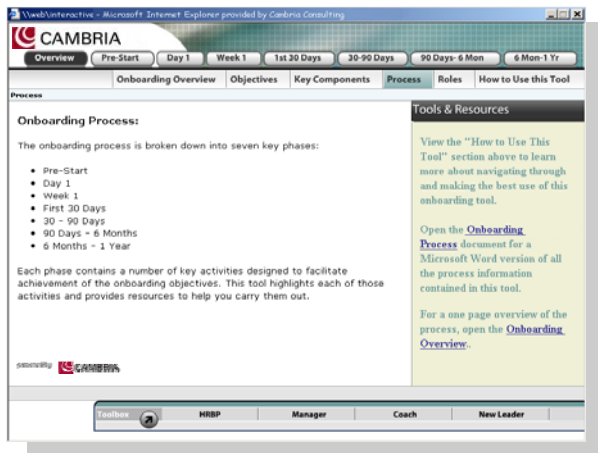 \\web\interactive - Microsoft Internet Explorer provided by Cambria Consulting
CAMBRIA
Overview Pre-Start Day 1 Week 1 1st 30 Days 30-90 Days 90 Days- 6 Mon 6 Mon-1 Yr
Onboarding Overview Objectives Key Components Process Roles How to Use this Tool
Process
Onboarding Process:
The onboarding process is broken down into seven key phases:
• Pre-Start
• Day 1
• Week 1
• First 30 Days
• 30 - 90 Days
• 90 Days - 6 Months
• 6 Months - 1 Year
Each phase contains a number of key activities designed to facilitate
achievement of the onboarding objectives. This tool highlights each of those
activities and provides resources to help you carry them out.
CAMBRIA
Tools & Resources
View the "How to Use This
Tool" section above to learn
more about navigating through
and making the best use of this
onboarding tool.
Open the Onboarding
Process document for a
Microsoft Word version of all
the process information
contained in this tool.
For a one page overview of the
process, open the Onboarding
Overview..
Toolbox HRBP Manager Coach New Leader